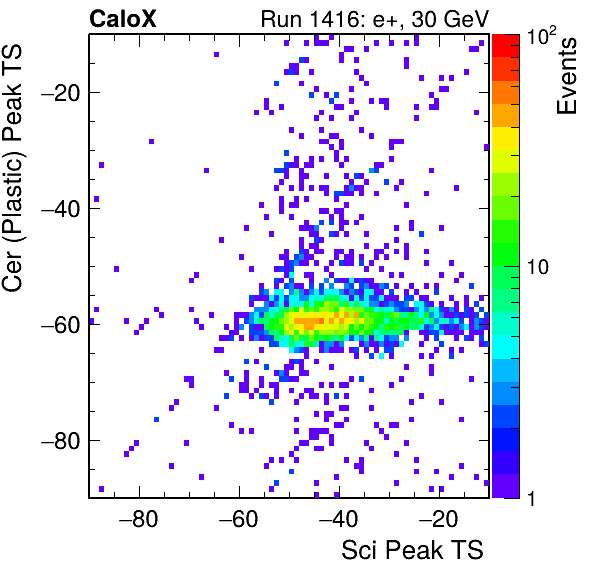 CaloX Run 1416: e+, 30 GeV
Cer (Plastic) Peak TS
−20
−40
−60
−80
−80 −60 −40 −20
Sci Peak TS
10²
10
1
Events